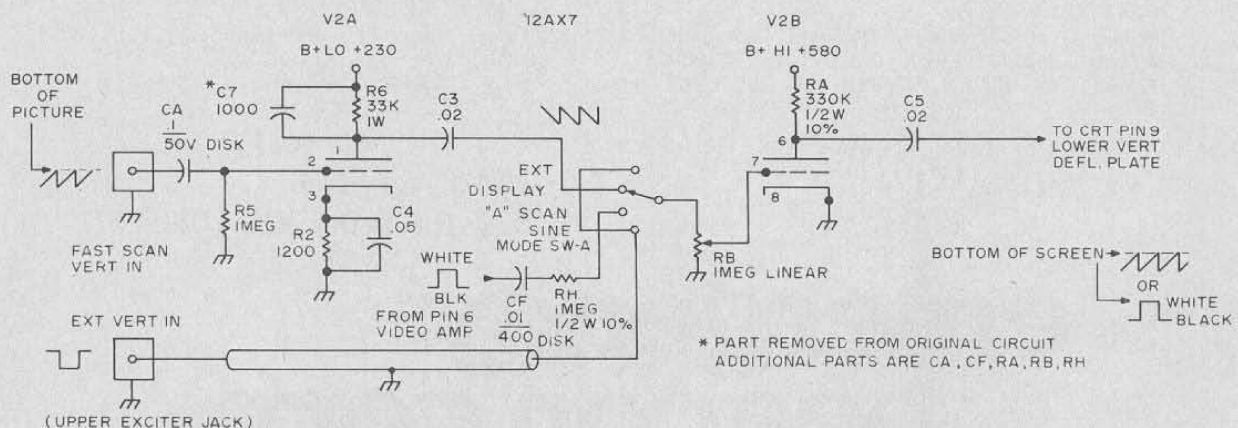 V2A
12AX7
V2B
B+LO +230
B+ HI +580
BOTTOM
OF
PICTURE
*C7
1000
R6
33K
1W
CA
.1
50V DISK
C3
.02
RA
330K
1/2 W
10%
C5
.02
1
2
3
6
7
8
TO CRT PIN 9
LOWER VERT
DEFL. PLATE
EXT
DISPLAY
"A" SCAN
SINE
MODE SW-A
R5
1MEG
R2
1200
C4
.05
FAST SCAN
VERT IN
WHITE
BLK
FROM PIN 6
VIDEO AMP
CF
.01
400 DISK
RH
1MEG
1/2 W 10%
RB
1MEG LINEAR
BOTTOM OF SCREEN
OR
WHITE
BLACK
EXT VERT IN
(UPPER EXCITER JACK)
* PART REMOVED FROM ORIGINAL CIRCUIT
ADDITIONAL PARTS ARE CA, CF, RA, RB, RH